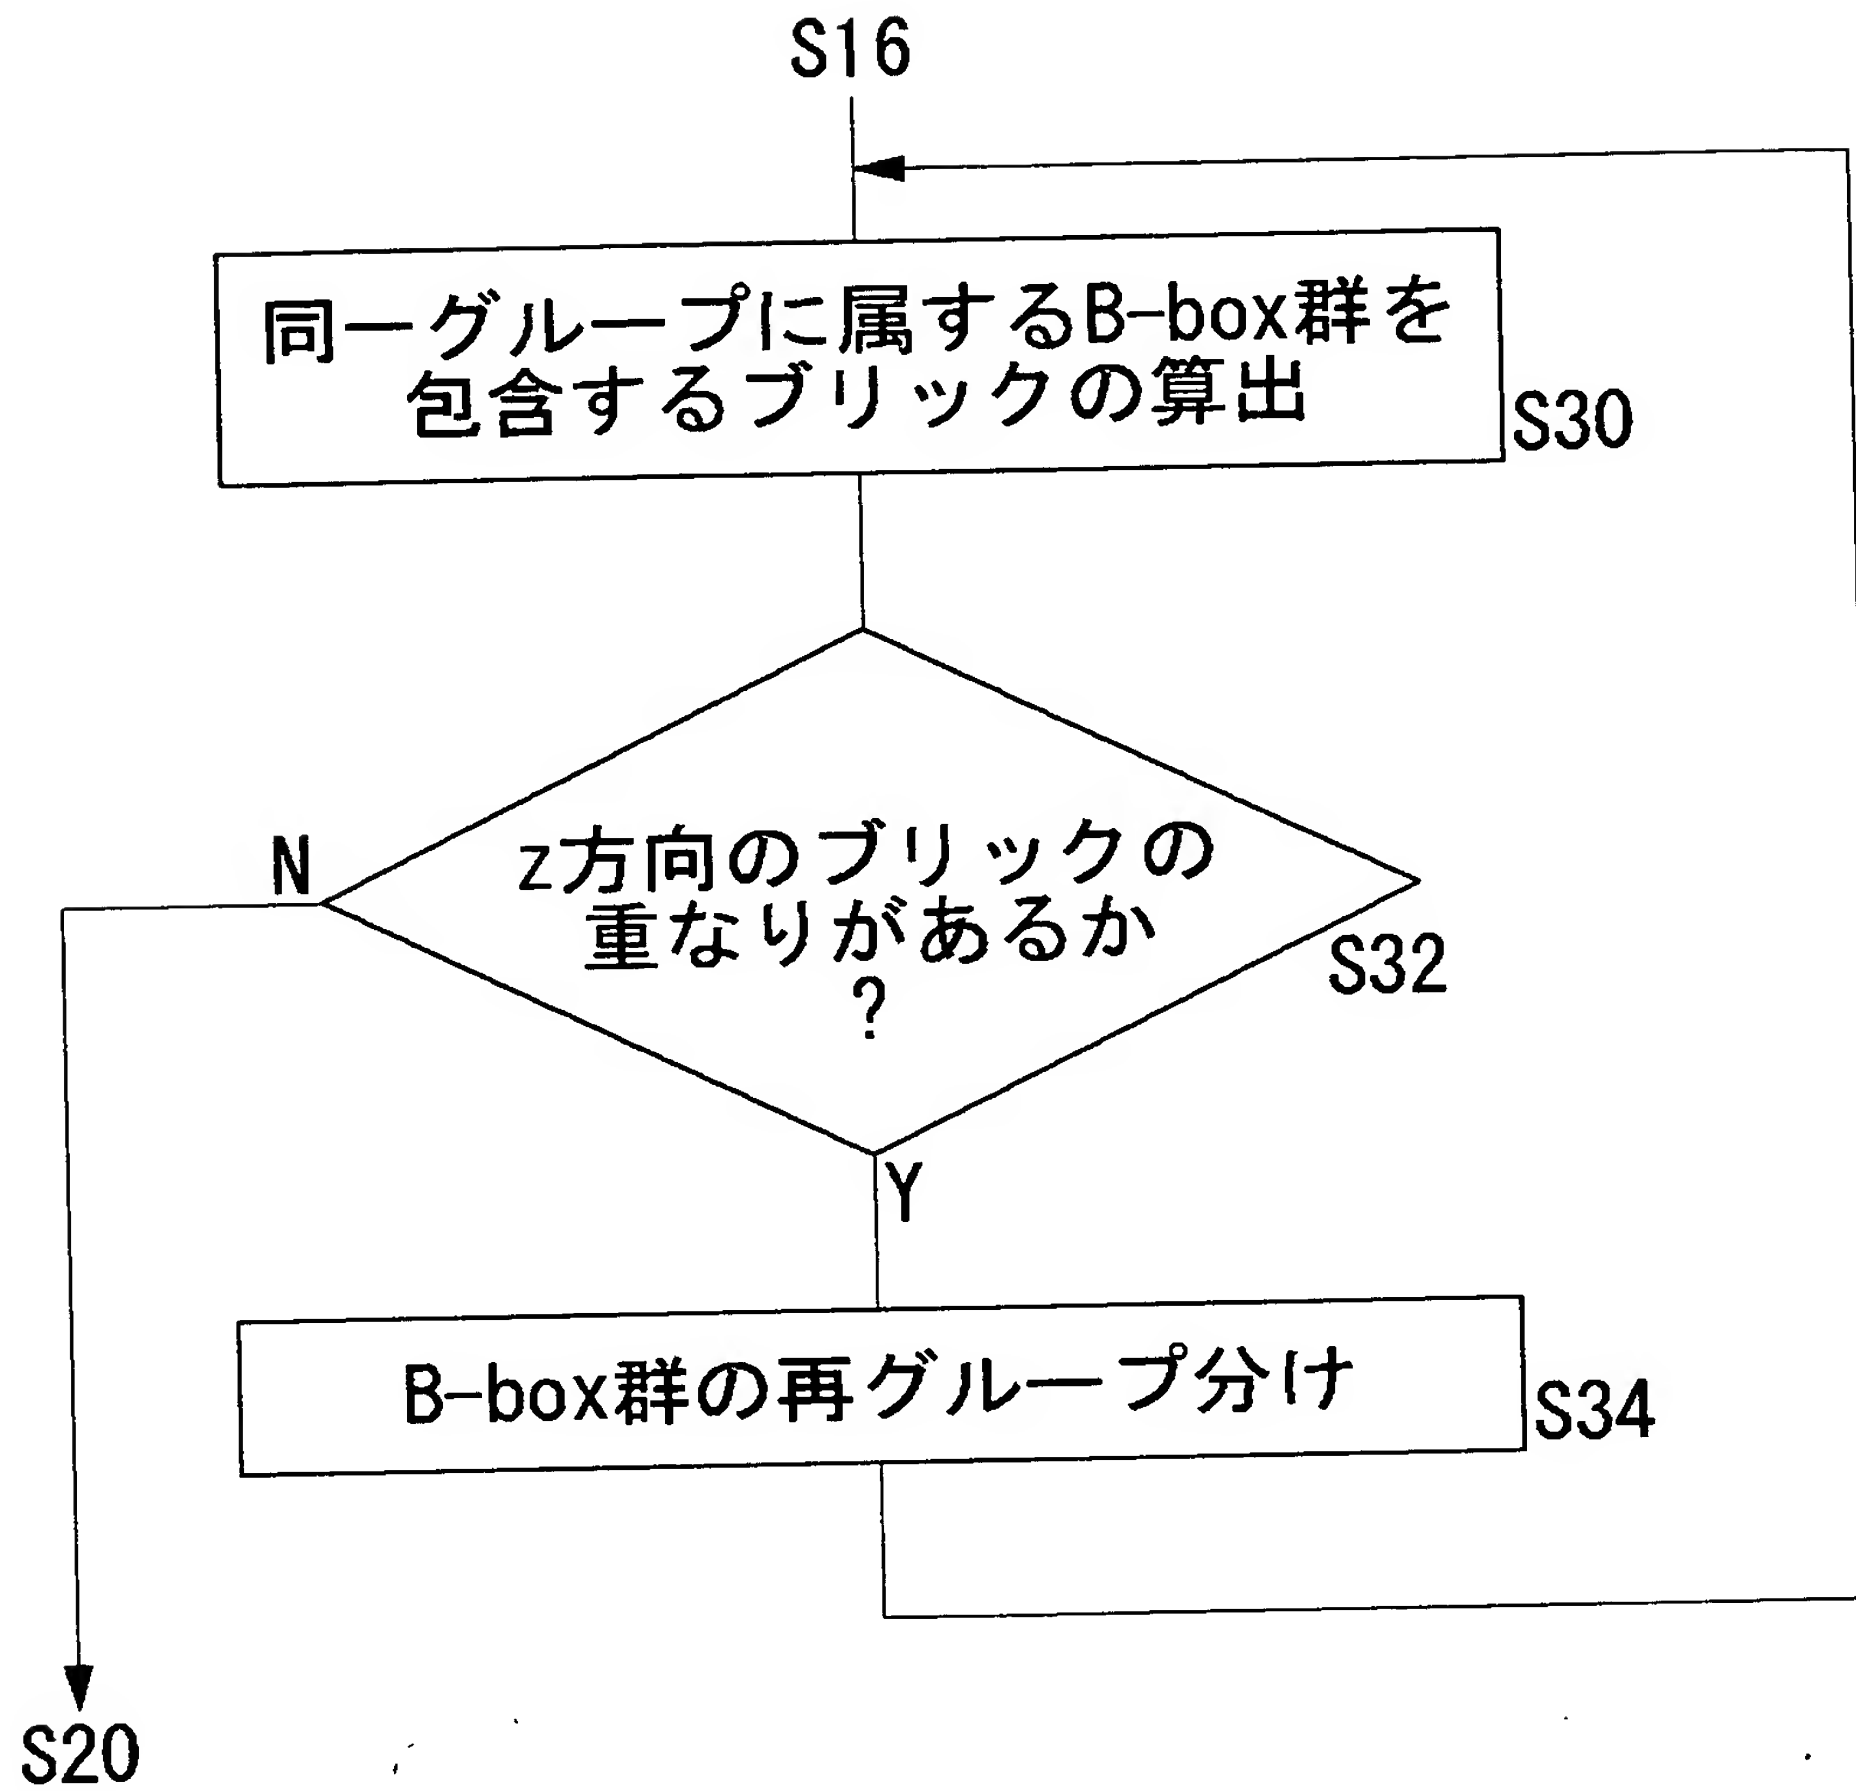 S16
同一グループに属するB-box群を
包含するブリックの算出
S30
N
z方向のブリックの
重なりがあるか
?
S32
Y
B-box群の再グループ分け
S34
S20